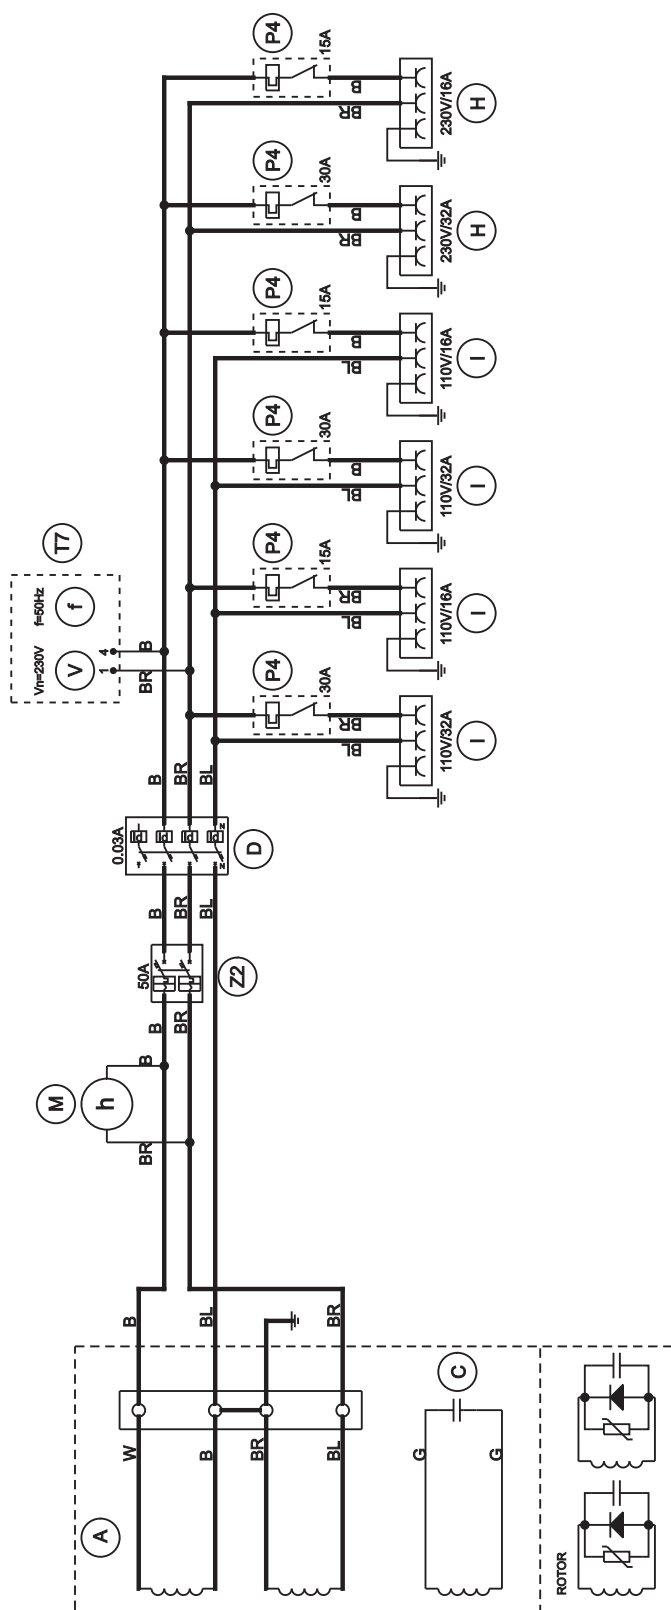 P4
15A
B
BR
230V/16A
H
P4
30A
B
BR
230V/32A
H
P4
15A
B
BL
110V/16A
I
P4
30A
B
BL
110V/32A
I
T7
f=50Hz
f
Vn=230V
V
4
1
B
BR
P4
15A
BR
BL
110V/16A
I
P4
30A
BR
BL
110V/32A
I
B
BR
BL
0.03A
N
N
D
B
BR
BL
50A
Z2
B
BR
M
h
B
BR
B
BL
BR
W
B
BR
BL
A
C
G
G
ROTOR